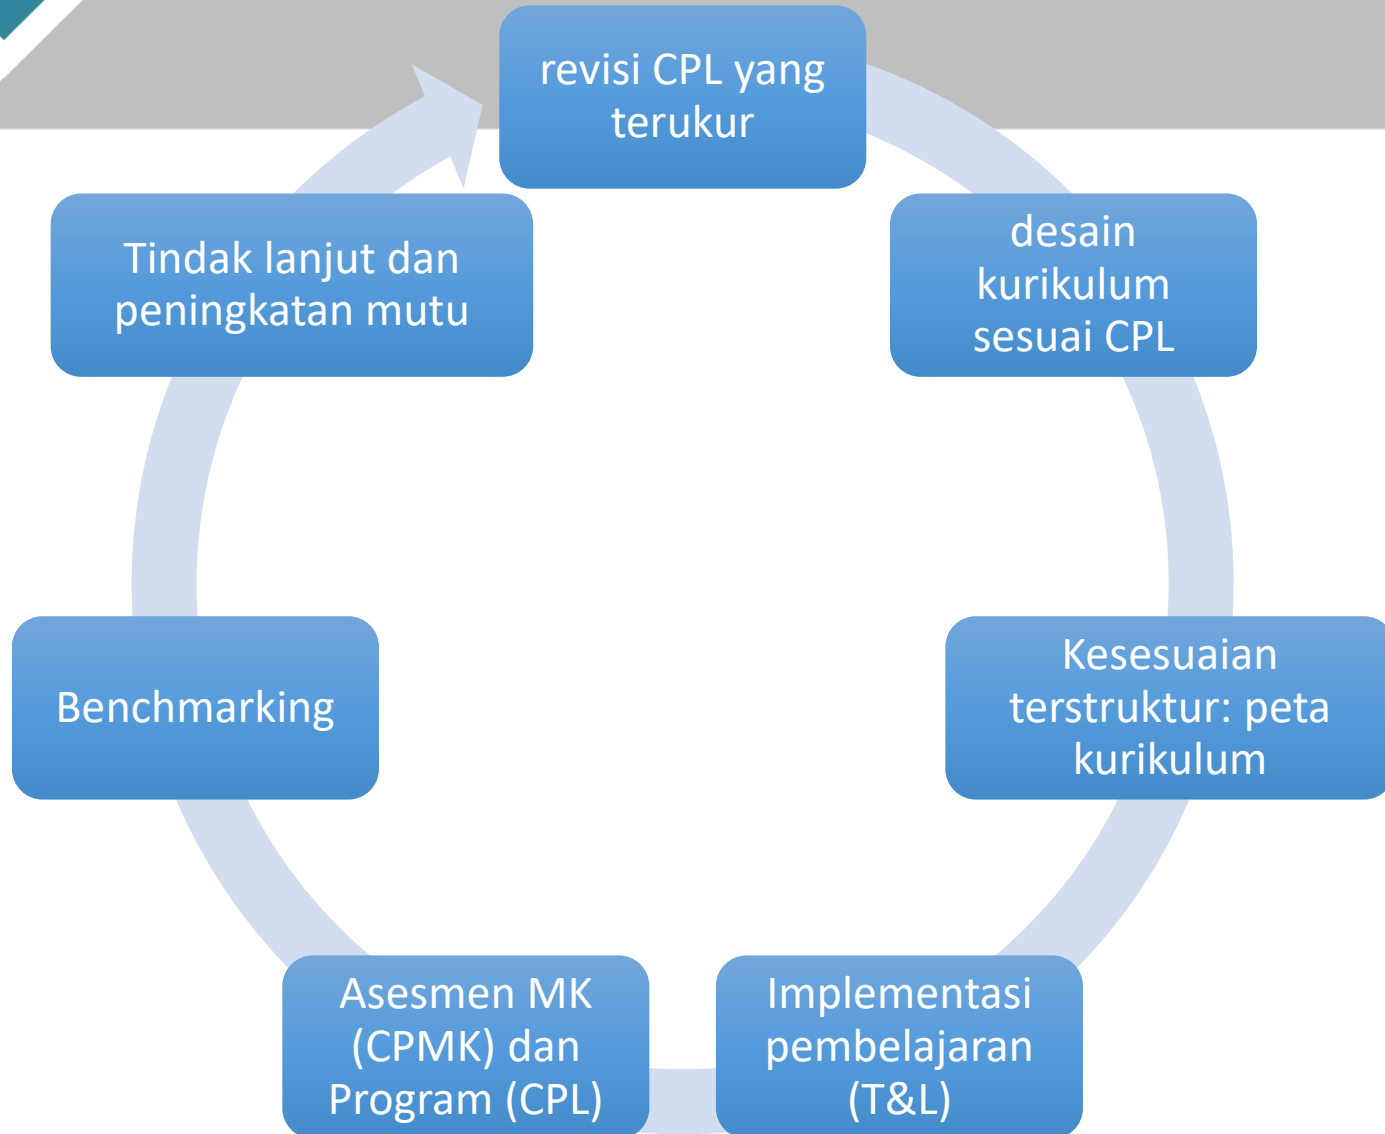 revisi CPL yang
terukur
desain
kurikulum
sesuai CPL
Kesesuaian
terstruktur: peta
kurikulum
Implementasi
pembelajaran
(T&L)
Asesmen MK
(CPMK) dan
Program (CPL)
Benchmarking
Tindak lanjut dan
peningkatan mutu